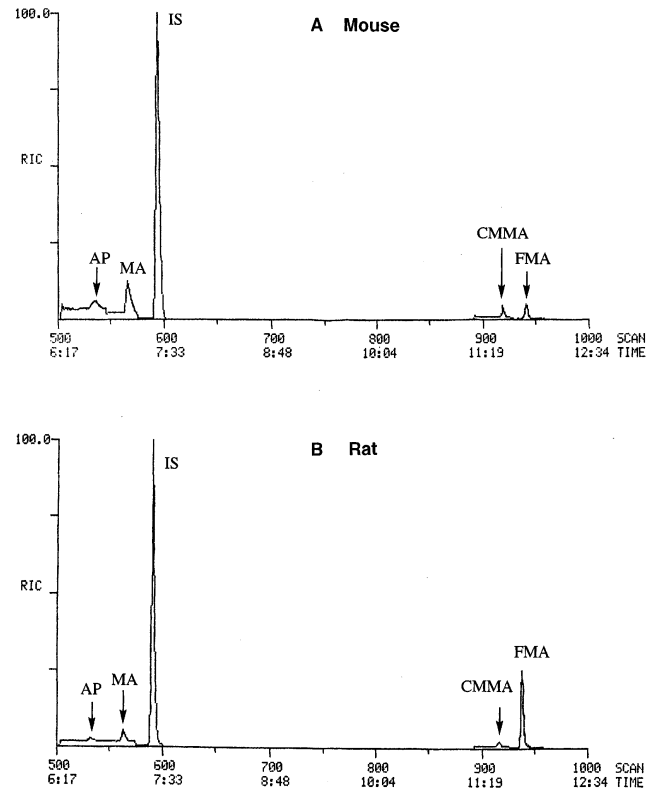 100.0
IS
A Mouse
RIC
AP
MA
CMMA
FMA
500 600 700 800 900 1000 SCAN
6:17 7:33 8:48 10:04 11:19 12:34 TIME
100.0
B Rat
IS
RIC
FMA
AP
MA
CMMA
500 600 700 800 900 1000 SCAN
6:17 7:33 8:48 10:04 11:19 12:34 TIME